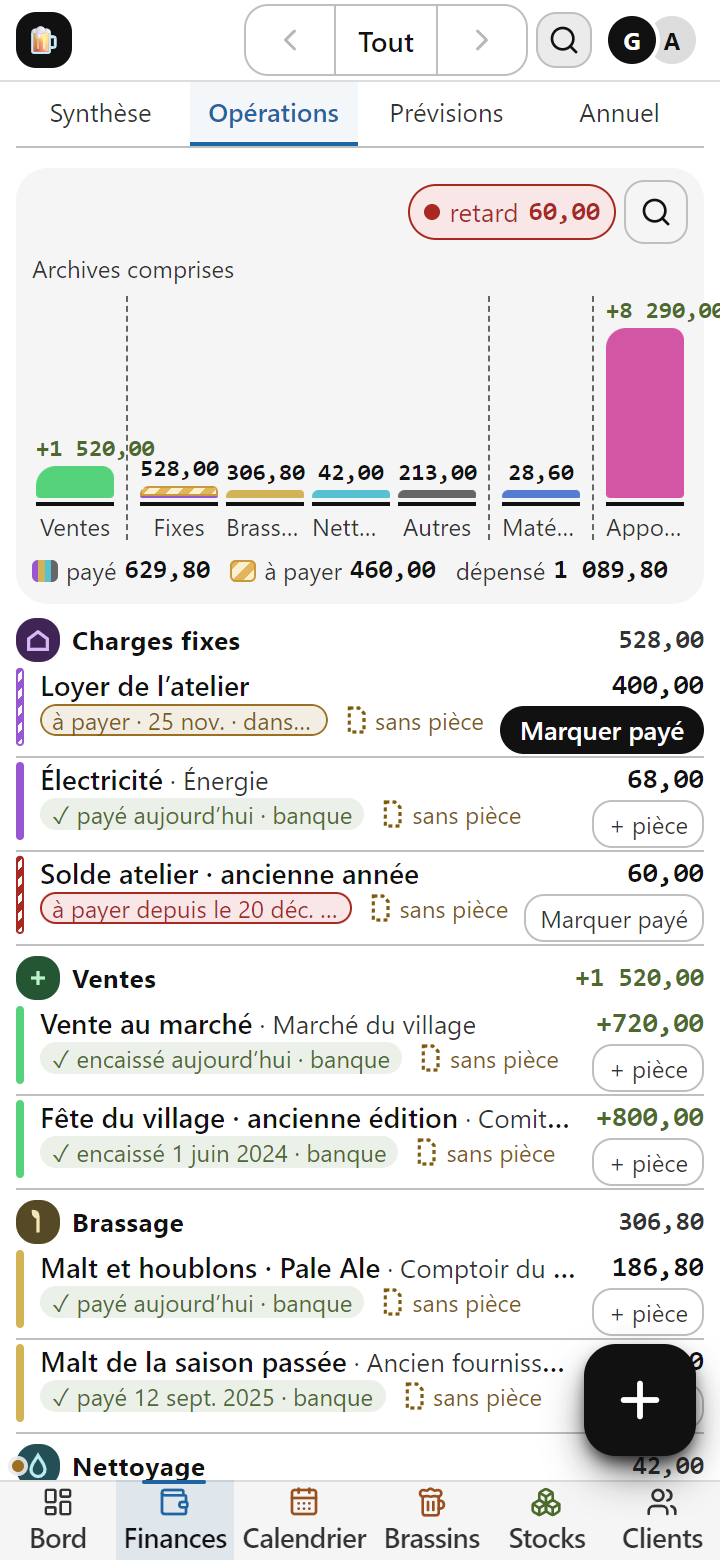 Tout
G A
Synthèse Opérations Prévisions Annuel
retard 60,00
Archives comprises
+8 290,00
+1 520,00
528,00 306,80 42,00 213,00 28,60
Ventes Fixes Brass... Nett... Autres Maté... Appo...
payé 629,80 à payer 460,00 dépensé 1 089,80
Charges fixes 528,00
Loyer de l’atelier 400,00
à payer · 25 nov. · dans... sans pièce Marquer payé
Électricité · Énergie 68,00
✓ payé aujourd’hui · banque sans pièce + pièce
Solde atelier · ancienne année 60,00
à payer depuis le 20 déc. ... sans pièce Marquer payé
+ Ventes +1 520,00
Vente au marché · Marché du village +720,00
✓ encaissé aujourd’hui · banque sans pièce + pièce
Fête du village · ancienne édition · Comit... +800,00
✓ encaissé 1 juin 2024 · banque sans pièce + pièce
Brassage 306,80
Malt et houblons · Pale Ale · Comptoir du ... 186,80
✓ payé aujourd’hui · banque sans pièce + pièce
Malt de la saison passée · Ancien fourniss...
✓ payé 12 sept. 2025 · banque sans pièce
Nettoyage 42,00
Bord Finances Calendrier Brassins Stocks Clients